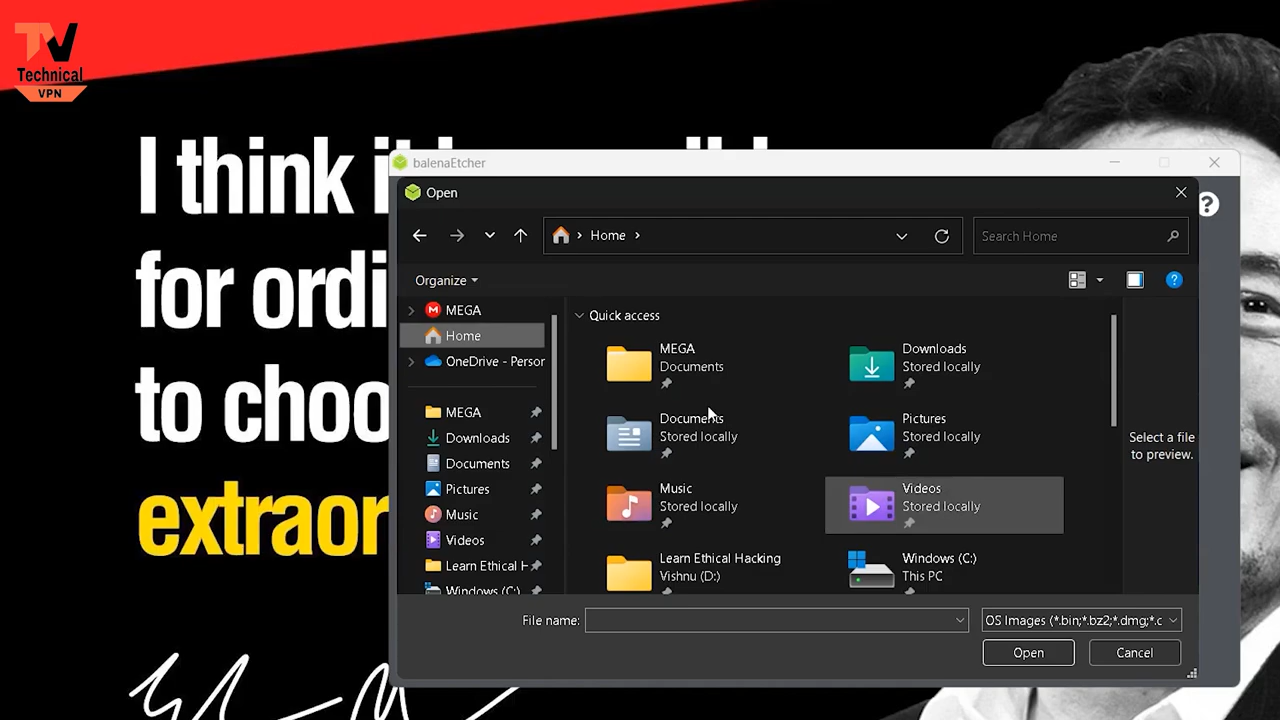 Technical
VPN
I think it
for ordi
to choo
extraor
balenaEtcher
Open
Home
Search Home
Organize
MEGA
Home
OneDrive - Person
MEGA
Downloads
Documents
Pictures
Music
Videos
Learn Ethical H
Windows (C:)
Quick access
MEGA
Documents
Downloads
Stored locally
Documents
Stored locally
Pictures
Stored locally
Music
Stored locally
Videos
Stored locally
Learn Ethical Hacking
Vishnu (D:)
Windows (C:)
This PC
Select a file
to preview.
File name:
OS Images (*.bin;*.bz2;*.dmg;*.c
Open
Cancel